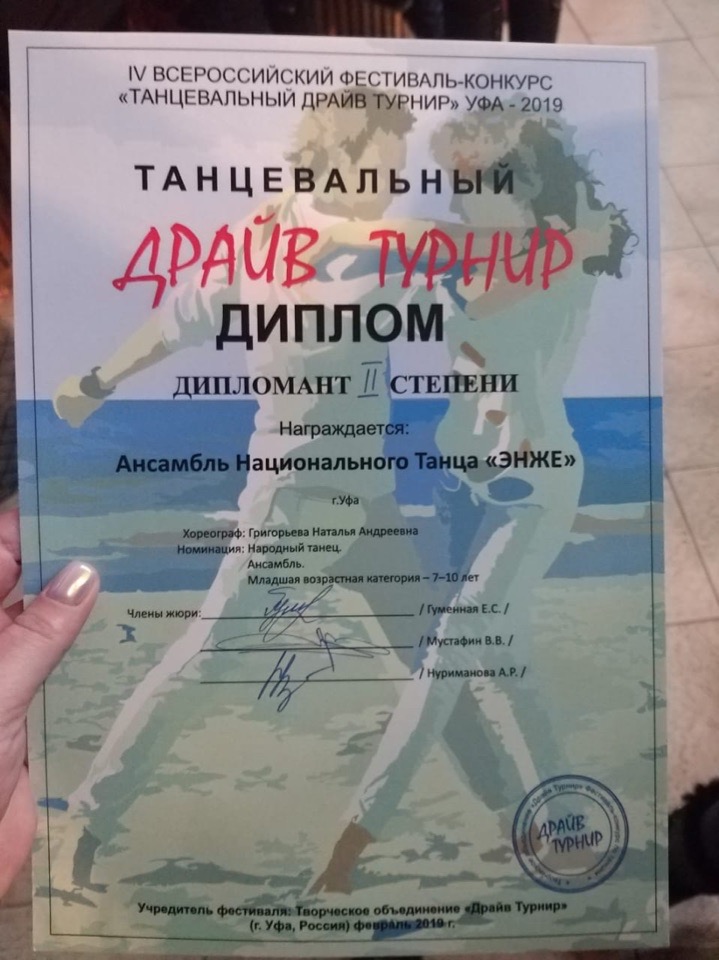 IV ВСЕРОССИЙСКИЙ ФЕСТИВАЛЬ-КОНКУРС
«ТАНЦЕВАЛЬНЫЙ ДРАЙВ ТУРНИР» УФА - 2019
ТАНЦЕВАЛЬНЫЙ
ДРАЙВ ТУРНИР
ДИПЛОМ
ДИПЛОМАНТ II СТЕПЕНИ
Награждается:
Ансамбль Национального Танца «ЭНЖЕ»
г.Уфа
Хореограф: Григорьева Наталья Андреевна
Номинация: Народный танец.
Ансамбль.
Младшая возрастная категория – 7–10 лет
Члены жюри: / Гуменная Е.С. /
/ Мустафин В.В. /
/ Нуриманова А.Р. /
ДРАЙВ
ТУРНИР
Учредитель фестиваля: Творческое объединение «Драйв Турнир»
(г. Уфа, Россия) февраль 2019 г.